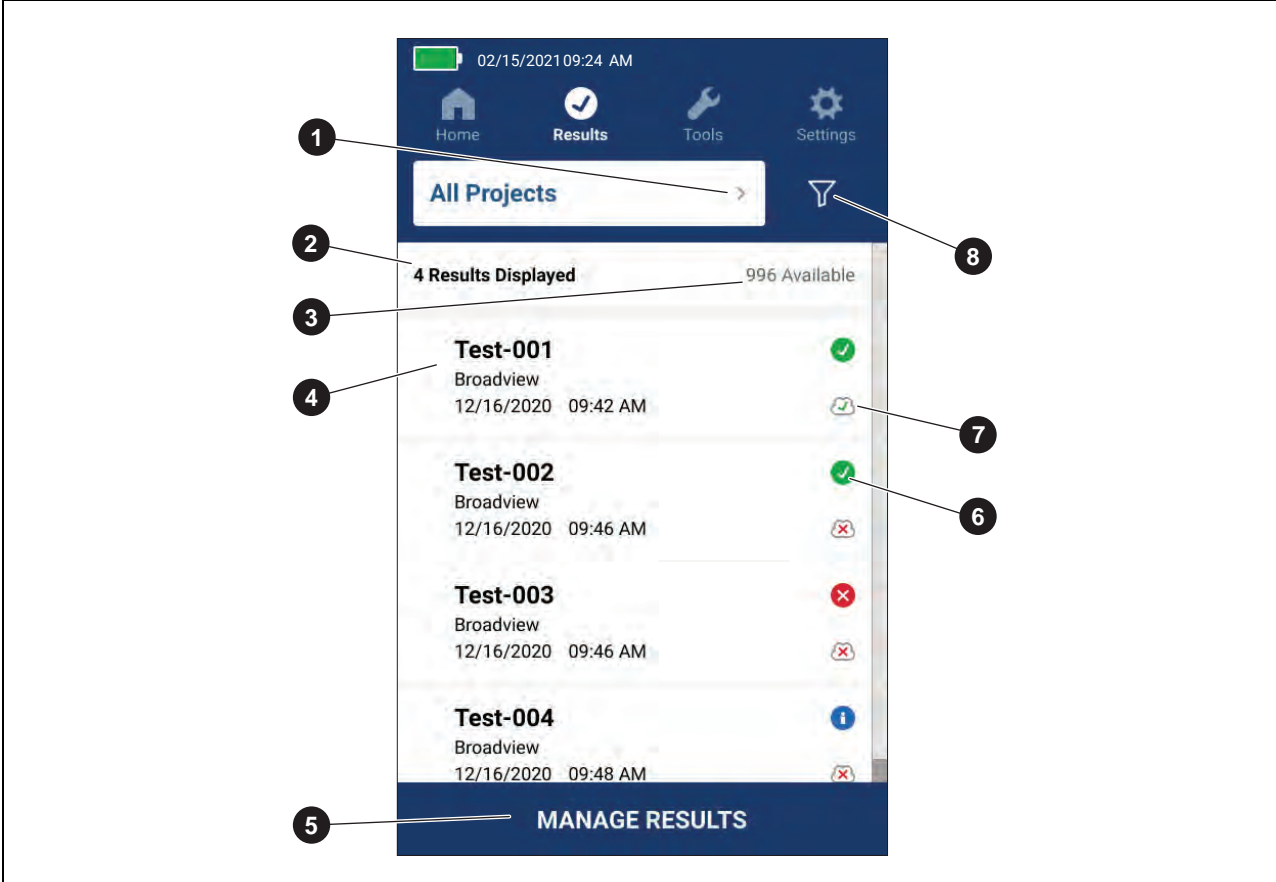 02/15/202109:24 AM
Home Results Tools Settings
1
All Projects
8
2
4 Results Displayed 996 Available
3
Test-001
Broadview
4
12/16/2020 09:42 AM
7
Test-002
Broadview
6
12/16/2020 09:46 AM
Test-003
Broadview
12/16/2020 09:46 AM
Test-004
Broadview
12/16/2020 09:48 AM
5
MANAGE RESULTS